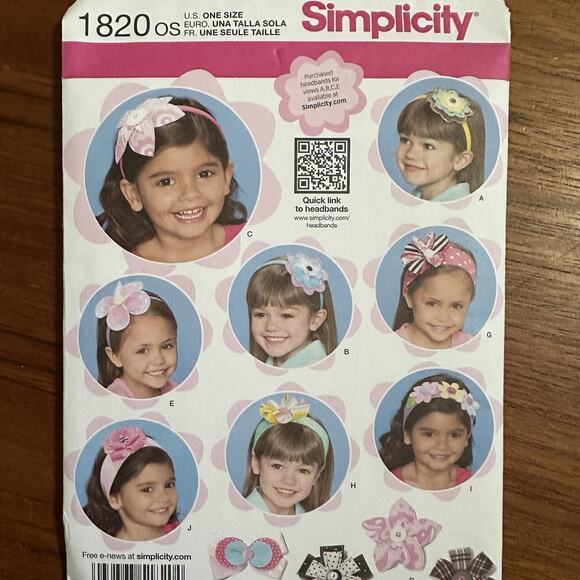 1820 OS
U.S. ONE SIZE
EURO. UNA TALLA SOLA
FR. UNE SEULE TAILLE
Simplicity®
Purchased
headbands for
views A,B,C,E
available at
Simplicity.com
Quick link
to headbands
www.simplicity.com/
headbands
A
C
B
G
E
H
I
J
Free e-news at simplicity.com